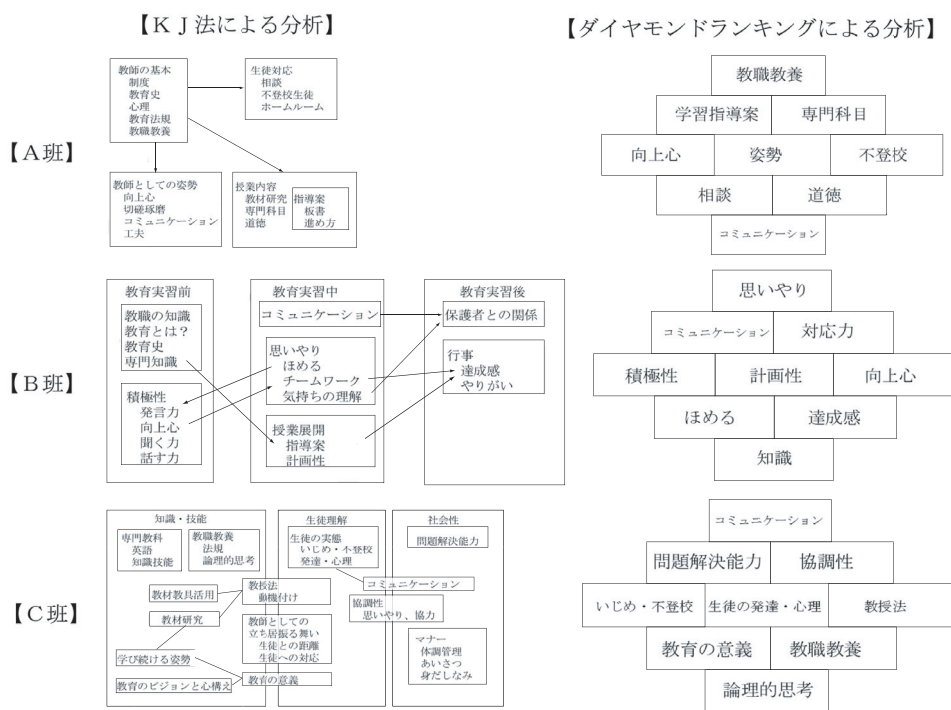 【ＫＪ法による分析】
【ダイヤモンドランキングによる分析】
【A班】
教師の基本
制度
教育史
心理
教育法規
教職教養
生徒対応
相談
不登校生徒
ホームルーム
教師としての姿勢
向上心
切磋琢磨
コミュニケーション
工夫
授業内容
教材研究
専門科目
道徳
指導案
板書
進め方
教職教養
学習指導案
専門科目
向上心
姿勢
不登校
相談
道徳
コミュニケーション
【B班】
教育実習前
教職の知識
教育とは？
教育史
専門知識
積極性
発言力
向上心
聞く力
話す力
教育実習中
コミュニケーション
思いやり
ほめる
チームワーク
気持ちの理解
授業展開
指導案
計画性
教育実習後
保護者との関係
行事
達成感
やりがい
思いやり
コミュニケーション
対応力
積極性
計画性
向上心
ほめる
達成感
知識
【C班】
知識・技能
専門教科
英語
知識技能
教職教養
法規
論理的思考
教材教具活用
教材研究
学び続ける姿勢
教育のビジョンと心構え
教授法
動機付け
教師としての
立ち居振る舞い
生徒との距離
生徒への対応
教育の意義
生徒理解
生徒の実態
いじめ・不登校
発達・心理
コミュニケーション
協調性
思いやり、協力
社会性
問題解決能力
マナー
体調管理
あいさつ
身だしなみ
コミュニケーション
問題解決能力
協調性
いじめ・不登校
生徒の発達・心理
教授法
教育の意義
教職教養
論理的思考